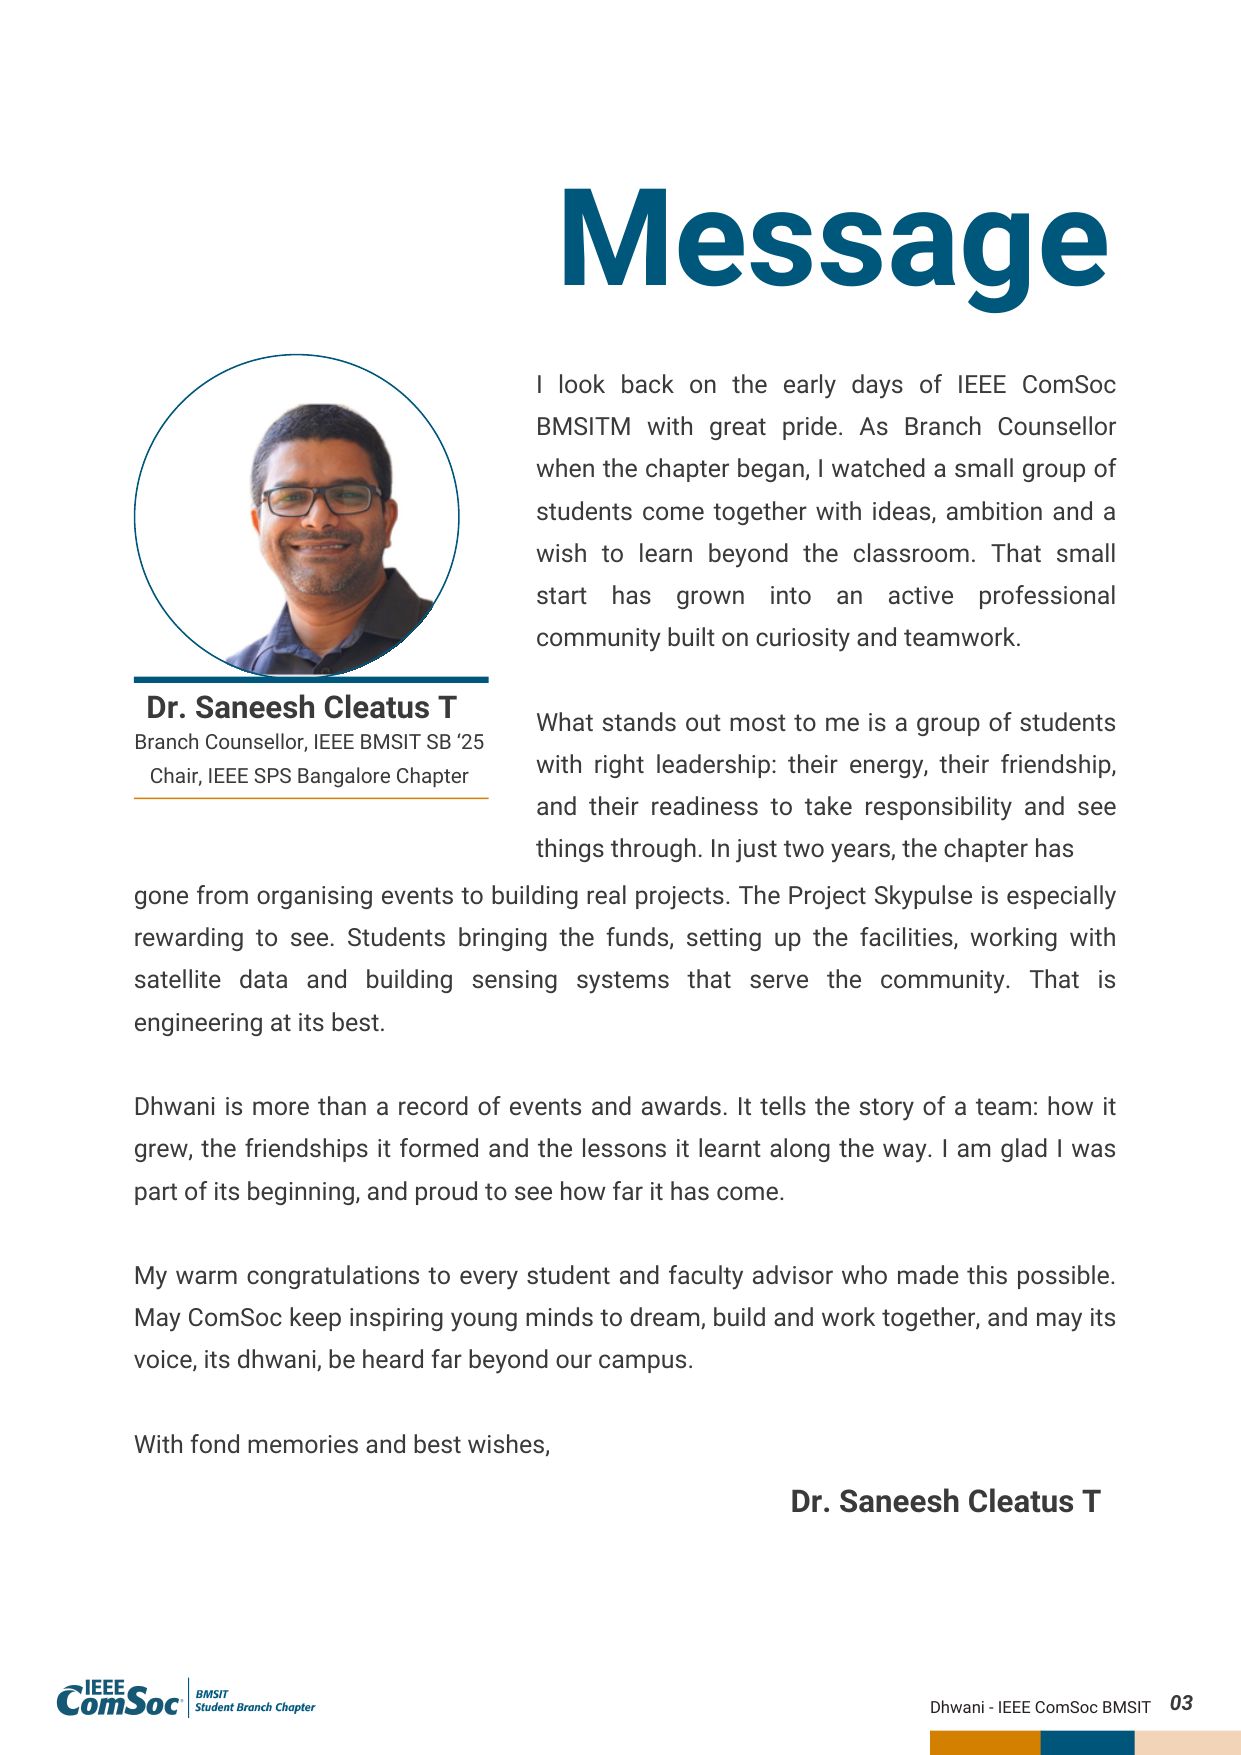 Message
I look back on the early days of IEEE ComSoc
BMSITM with great pride. As Branch Counsellor
when the chapter began, I watched a small group of
students come together with ideas, ambition and a
wish to learn beyond the classroom. That small
start has grown into an active professional
community built on curiosity and teamwork.
Dr. Saneesh Cleatus T
Branch Counsellor, IEEE BMSIT SB ‘25
Chair, IEEE SPS Bangalore Chapter
What stands out most to me is a group of students
with right leadership: their energy, their friendship,
and their readiness to take responsibility and see
things through. In just two years, the chapter has
gone from organising events to building real projects. The Project Skypulse is especially
rewarding to see. Students bringing the funds, setting up the facilities, working with
satellite data and building sensing systems that serve the community. That is
engineering at its best.
Dhwani is more than a record of events and awards. It tells the story of a team: how it
grew, the friendships it formed and the lessons it learnt along the way. I am glad I was
part of its beginning, and proud to see how far it has come.
My warm congratulations to every student and faculty advisor who made this possible.
May ComSoc keep inspiring young minds to dream, build and work together, and may its
voice, its dhwani, be heard far beyond our campus.
With fond memories and best wishes,
Dr. Saneesh Cleatus T
IEEE
ComSoc
BMSIT
Student Branch Chapter
Dhwani - IEEE ComSoc BMSIT 03